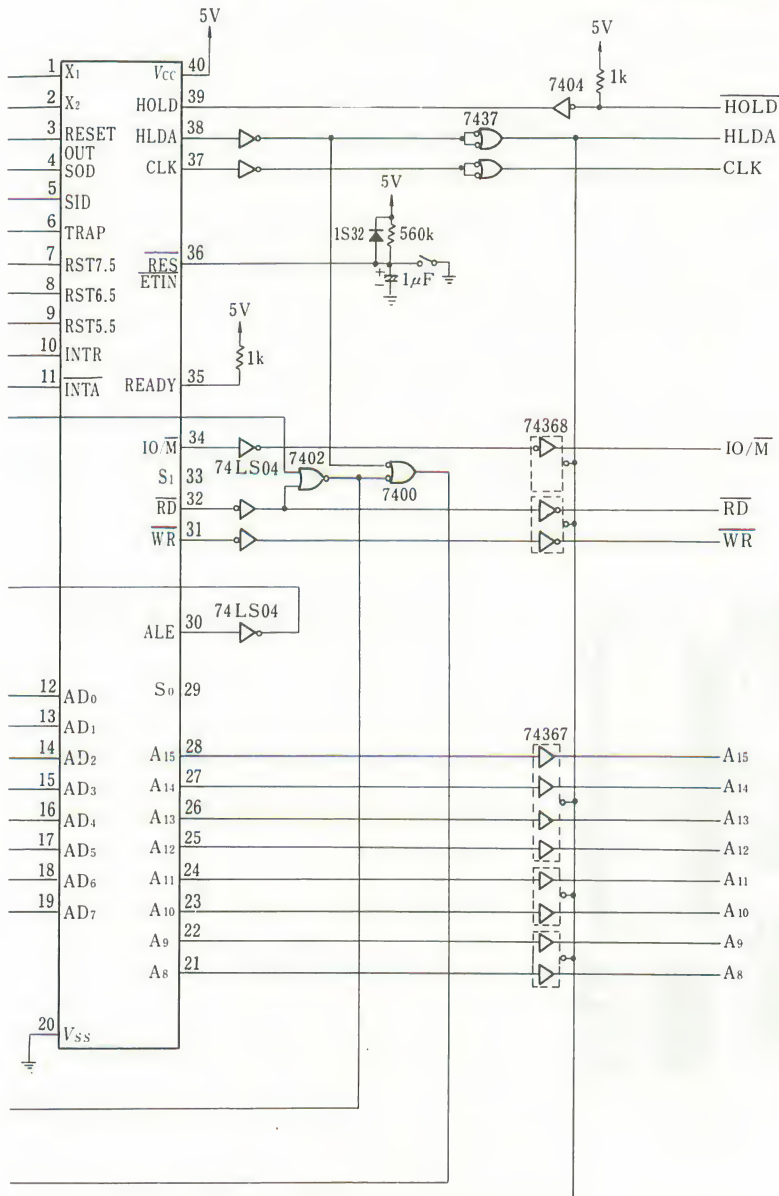 5V
5V
1 X1
Vcc 40
7404 1k
2 X2
HOLD 39
HOLD
3 RESET OUT
HLDA 38
7437
HLDA
4 SOD
CLK 37
CLK
5 SID
5V
6 TRAP
1S32 560k
7 RST7.5
RES ETIN 36
1μF
8 RST6.5
9 RST5.5
5V
10 INTR
1k
11 INTA
READY 35
74368
IO/M 34
IO/M
74LS04
7402
S1 33
7400
RD 32
RD
WR 31
WR
74LS04
ALE 30
12 AD0
S0 29
13 AD1
74367
14 AD2
A15 28
A15
15 AD3
A14 27
A14
16 AD4
A13 26
A13
17 AD5
A12 25
A12
18 AD6
A11 24
A11
19 AD7
A10 23
A10
A9 22
A9
A8 21
A8
20 Vss
+
−